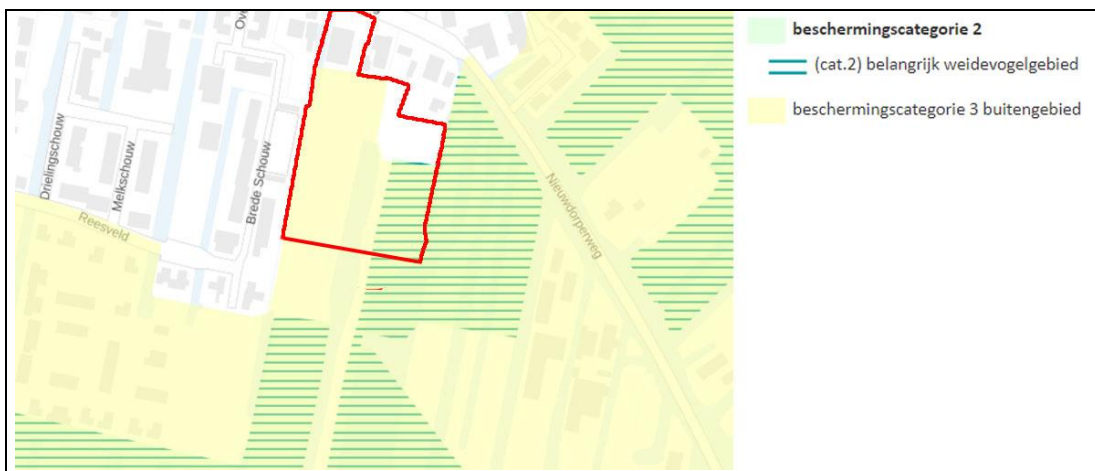 beschermingscategorie 2
(cat.2) belangrijk weidevogelgebied
beschermingscategorie 3 buitengebied
Drielingschouw
Melkschouw
Brede Schouw
Reesveld
Nieuwdorperweg